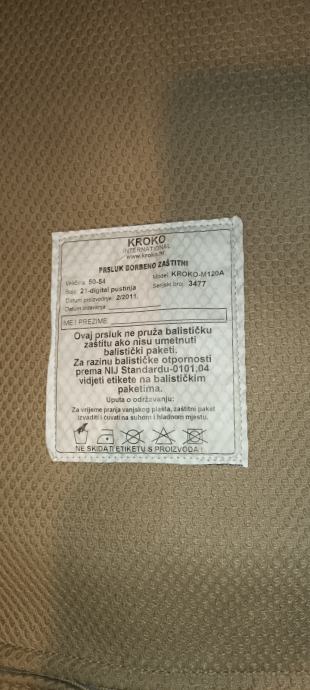 KROKO
INTERNATIONAL
www.kroko.hr
PRSLUK BORBENO ZAŠTITNI
Veličina: 50-54
Model: KROKO-M120A
Boja: 21-digital pustinja
Serijski broj: 3477
Datum proizvodnje: 2/2011.
Datum izdavanja:
IME I PREZIME:
Ovaj prsluk ne pruža balističku
zaštitu ako nisu umetnuti
balistički paketi.
Za razinu balističke otpornosti
prema NIJ Standardu-0101,04
vidjeti etikete na balističkim
paketima.
Uputa o održavanju:
Za vrijeme pranja vanjskog plašta, zaštitni paket
izvaditi i čuvati na suhom i hladnom mjestu.
NE SKIDATI ETIKETU S PROIZVODA !